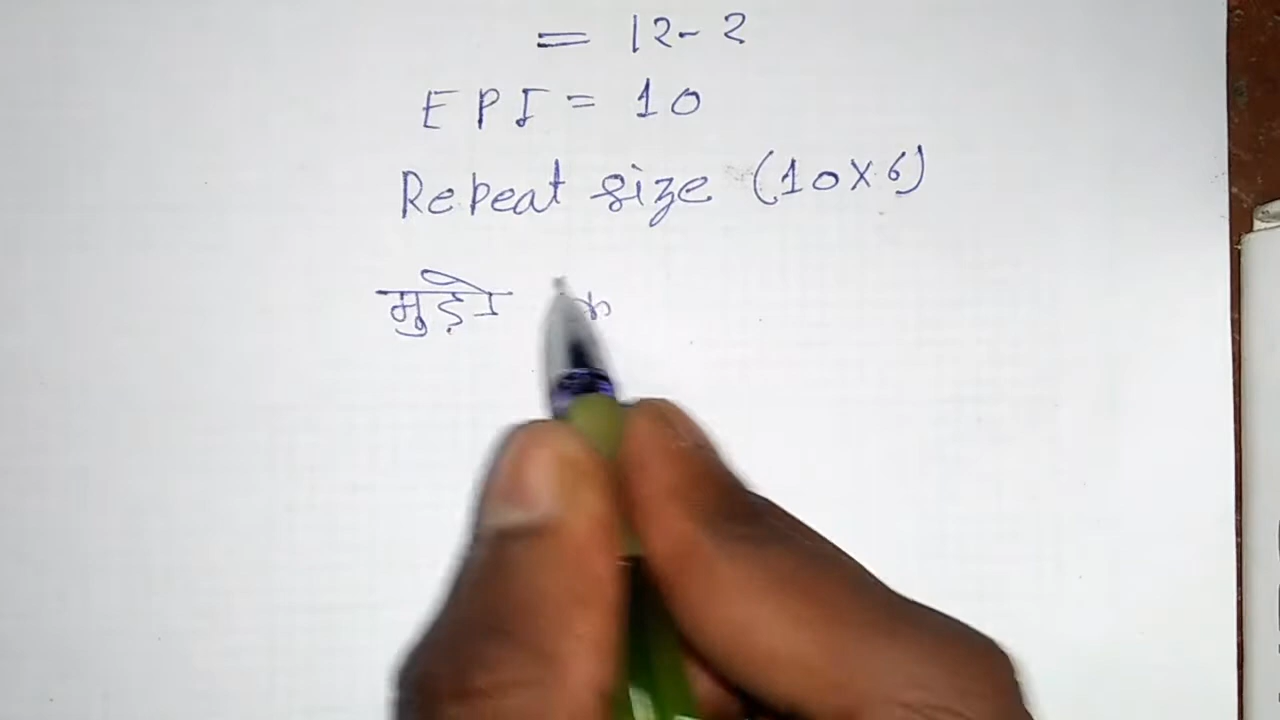 = 12-2
EPI = 10
Repeat size (10x6)
मुड़ो